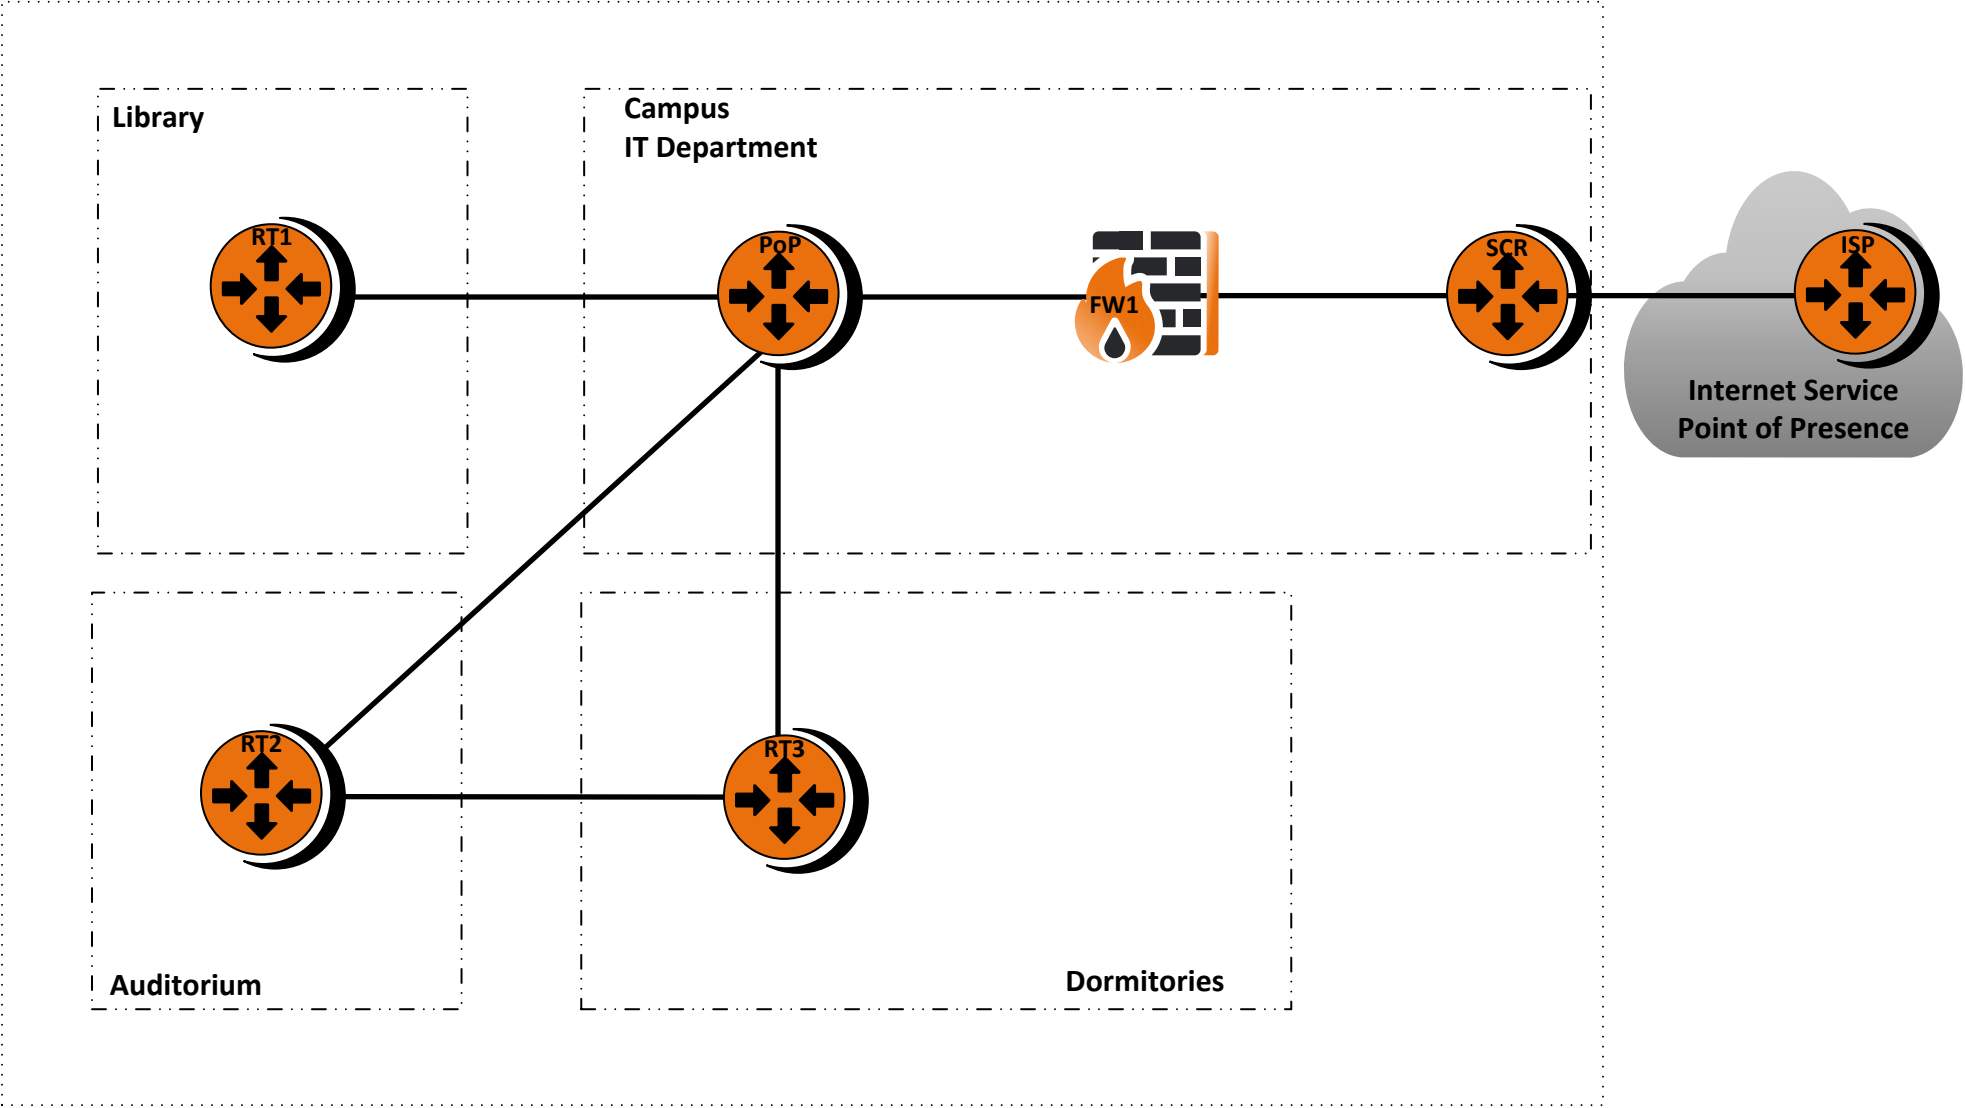 Library
Campus
IT Department
RT1
PoP
FW1
SCR
ISP
Internet Service
Point of Presence
RT2
RT3
Auditorium
Dormitories